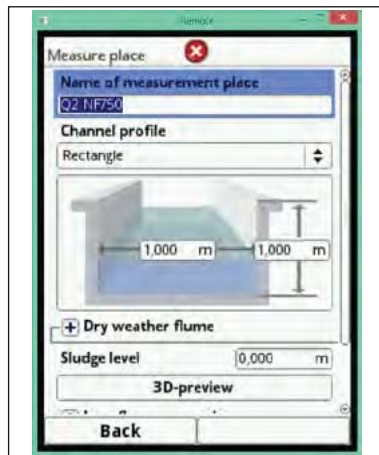 Remote
Measure place
Name of measurement place
Q2 NF750
Channel profile
Rectangle
1,000 m 1,000 m
Dry weather flume
Sludge level 0,000 m
3D-preview
Back